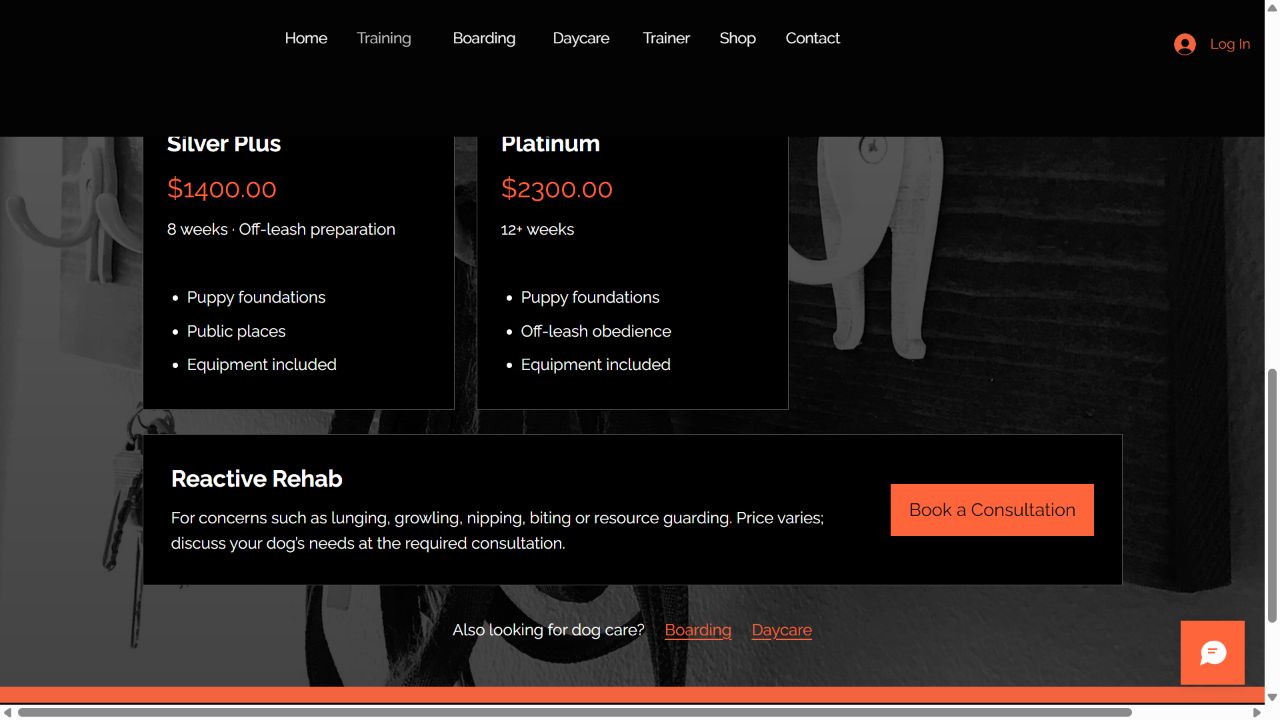 Home Training Boarding Daycare Trainer Shop Contact
Log In
Silver Plus
$1400.00
8 weeks · Off-leash preparation
• Puppy foundations
• Public places
• Equipment included
Platinum
$2300.00
12+ weeks
• Puppy foundations
• Off-leash obedience
• Equipment included
Reactive Rehab
For concerns such as lunging, growling, nipping, biting or resource guarding. Price varies;
discuss your dog's needs at the required consultation.
Book a Consultation
Also looking for dog care? Boarding Daycare